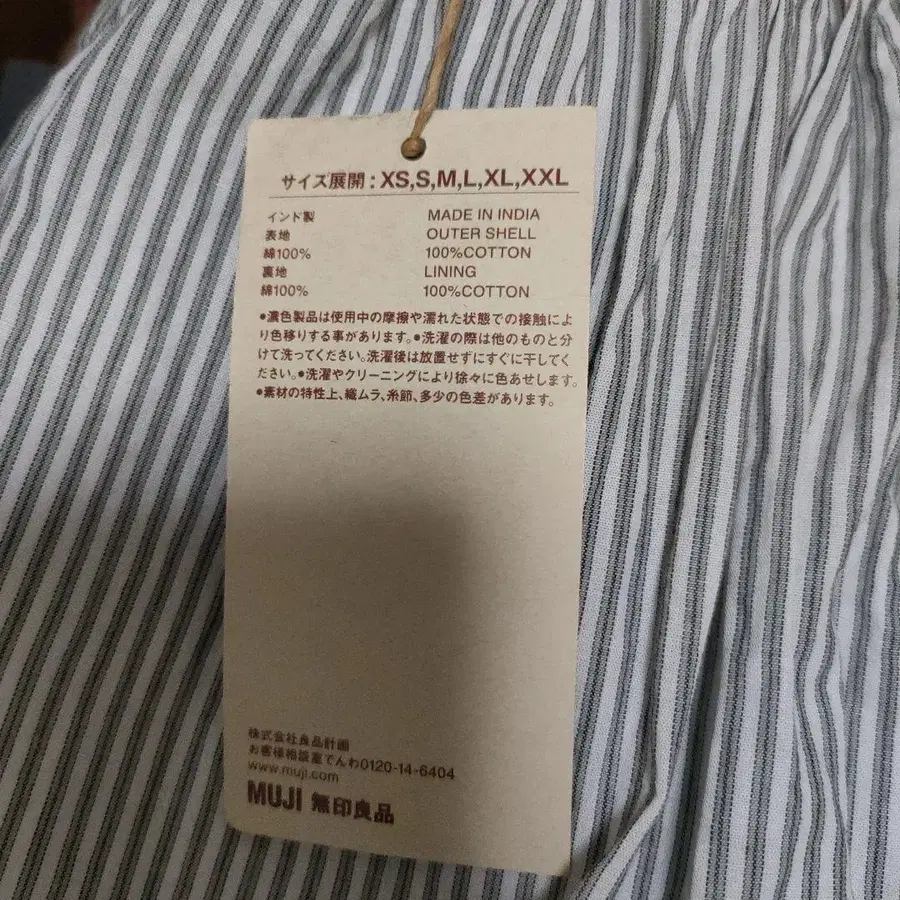 サイズ展開：XS,S,M,L,XL,XXL
インド製 MADE IN INDIA
表地 OUTER SHELL
綿100% 100%COTTON
裏地 LINING
綿100% 100%COTTON
●濃色製品は使用中の摩擦や濡れた状態での接触によ
り色移りする事があります。●洗濯の際は他のものと分
けて洗ってください。洗濯後は放置せずにすぐに干してく
ださい。●洗濯やクリーニングにより徐々に色あせします。
●素材の特性上、織ムラ、糸節、多少の色差があります。
株式会社良品計画
お客様相談室でんわ0120-14-6404
www.muji.com
MUJI 無印良品